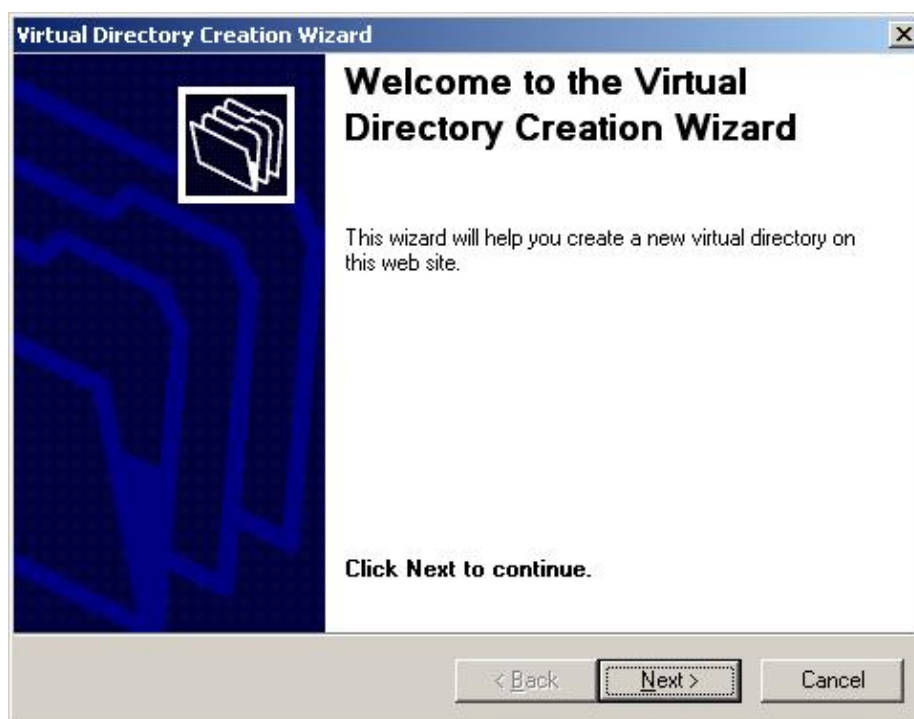 Virtual Directory Creation Wizard
Welcome to the Virtual
Directory Creation Wizard
This wizard will help you create a new virtual directory on
this web site.
Click Next to continue.
< Back
Next >
Cancel